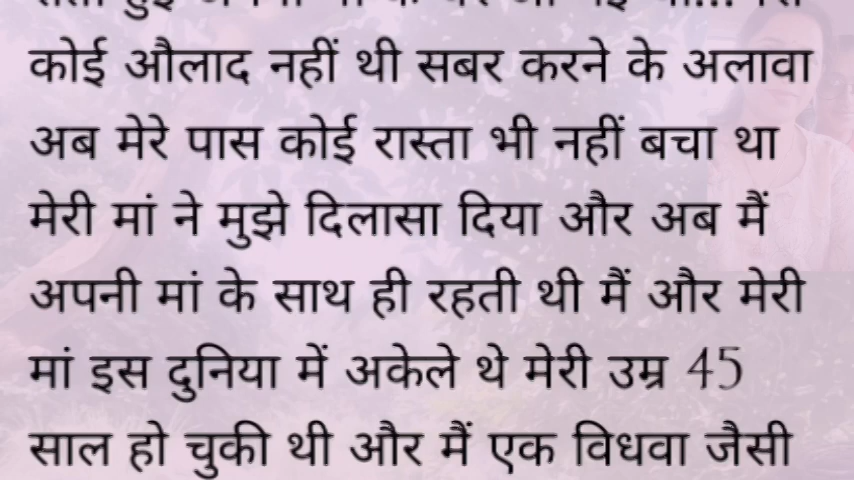 कोई औलाद नहीं थी सबर करने के अलावा
अब मेरे पास कोई रास्ता भी नहीं बचा था
मेरी मां ने मुझे दिलासा दिया और अब मैं
अपनी मां के साथ ही रहती थी मैं और मेरी
मां इस दुनिया में अकेले थे मेरी उम्र 45
साल हो चुकी थी और मैं एक विधवा जैसी